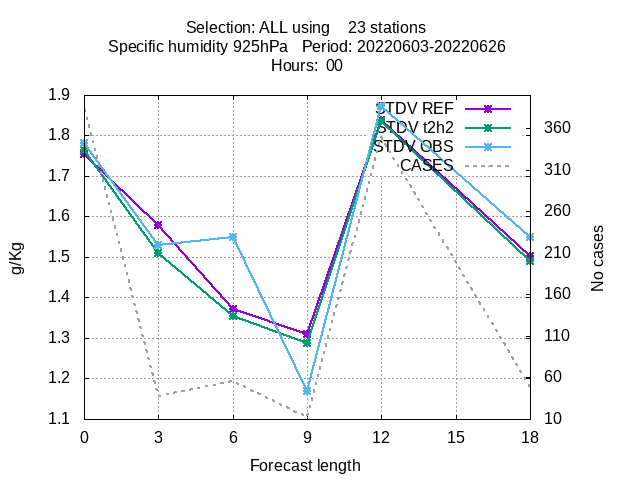 Selection: ALL using    23 stations
Specific humidity 925hPa   Period: 20220603-20220626
Hours:  00
1.9
1.8
1.7
1.6
1.5
1.4
1.3
1.2
1.1
g/Kg
STDV REF
STDV t2h2
STDV OBS
CASES
360
310
260
210
160
110
60
10
No cases
0 3 6 9 12 15 18
Forecast length